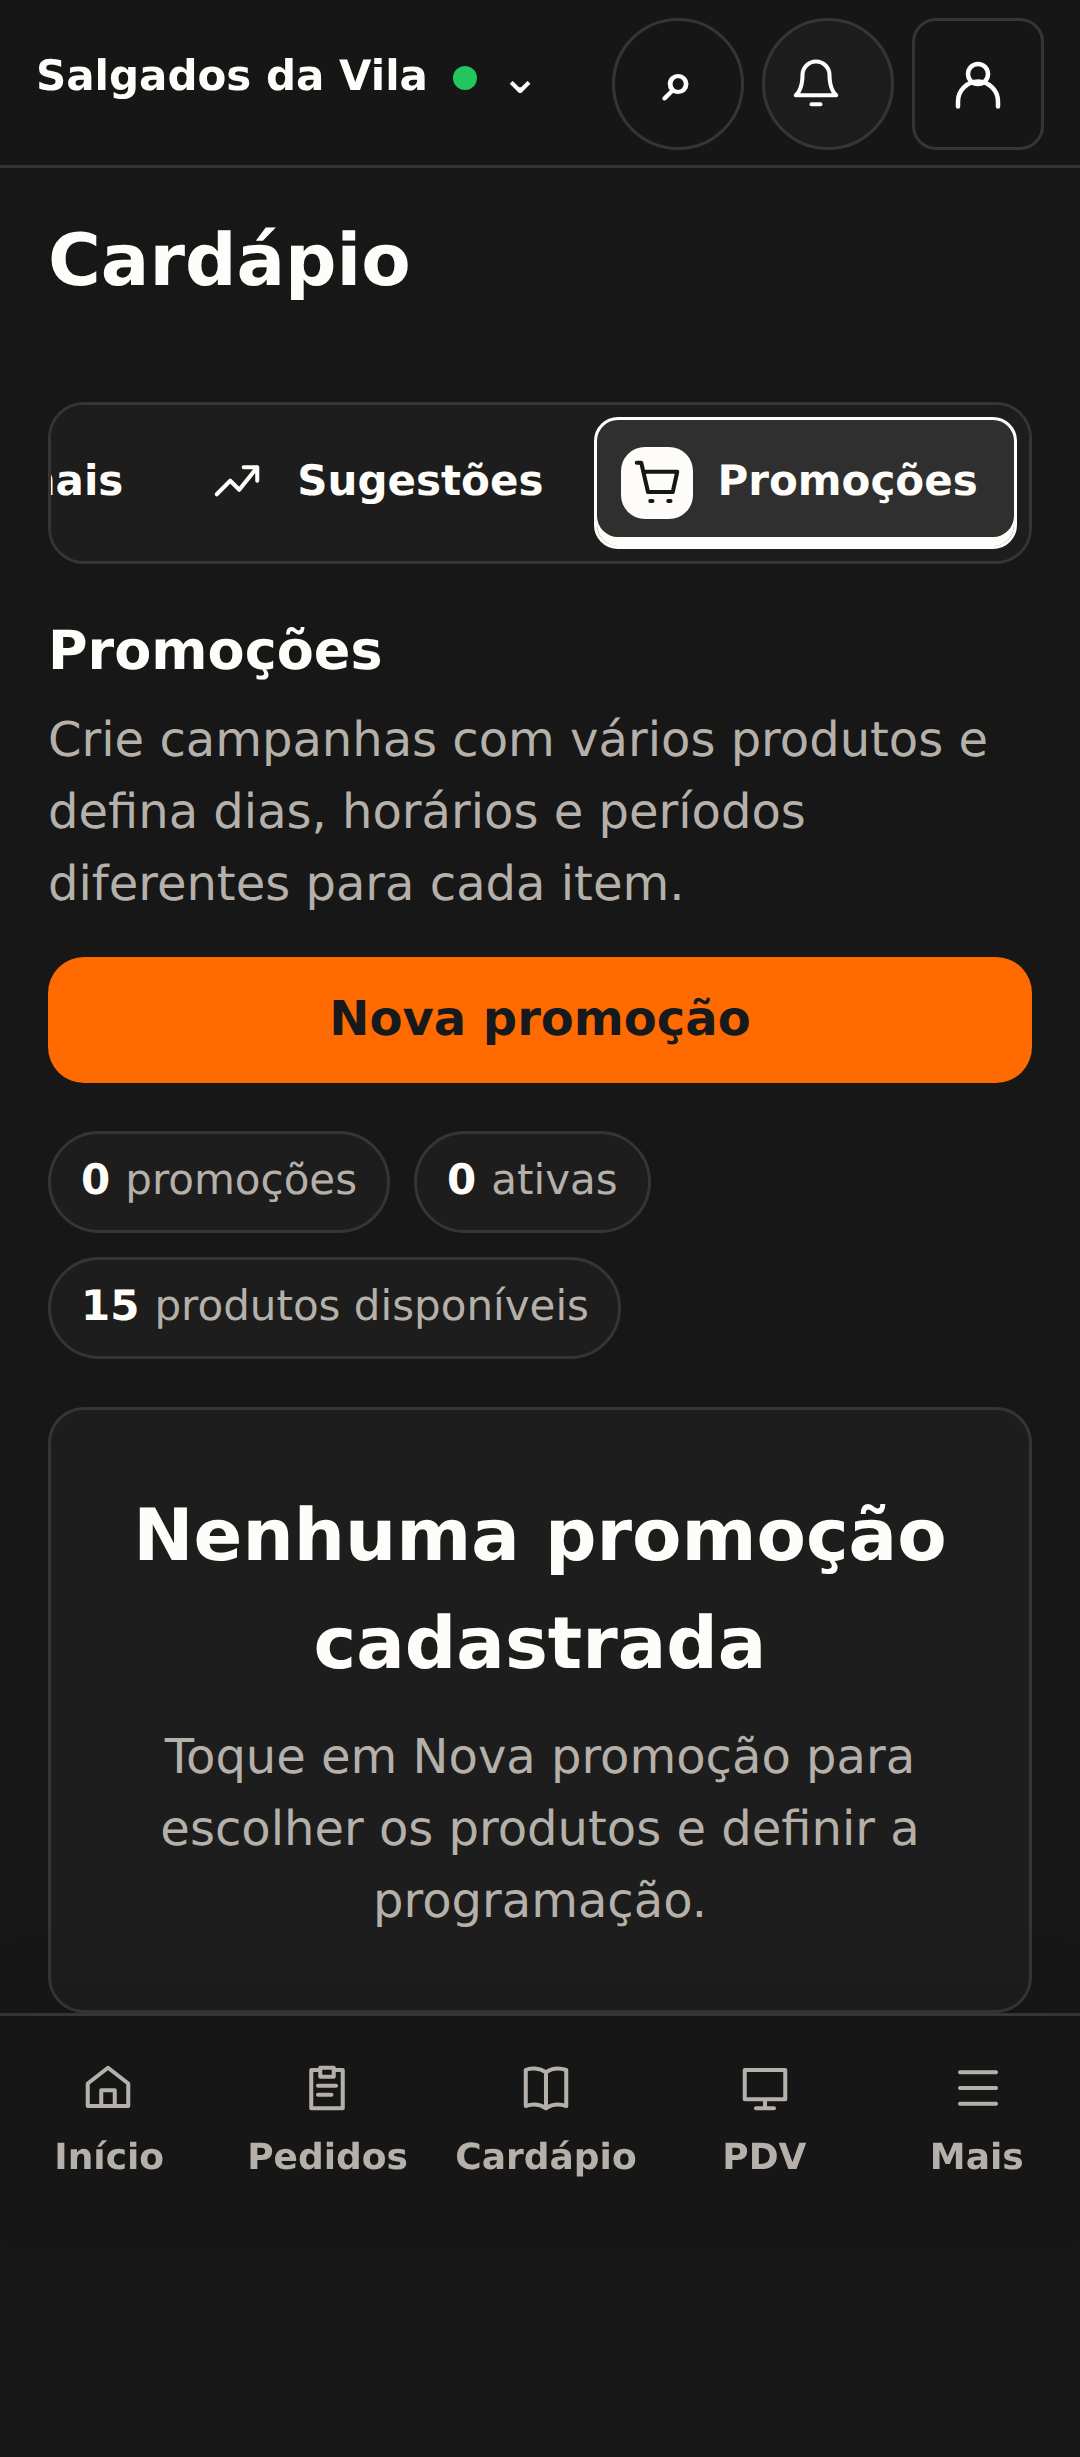 Salgados da Vila
Cardápio
Sugestões
Promoções
Promoções
Crie campanhas com vários produtos e
defina dias, horários e períodos
diferentes para cada item.
Nova promoção
0 promoções
0 ativas
15 produtos disponíveis
Nenhuma promoção
cadastrada
Toque em Nova promoção para
escolher os produtos e definir a
programação.
Início
Pedidos
Cardápio
PDV
Mais